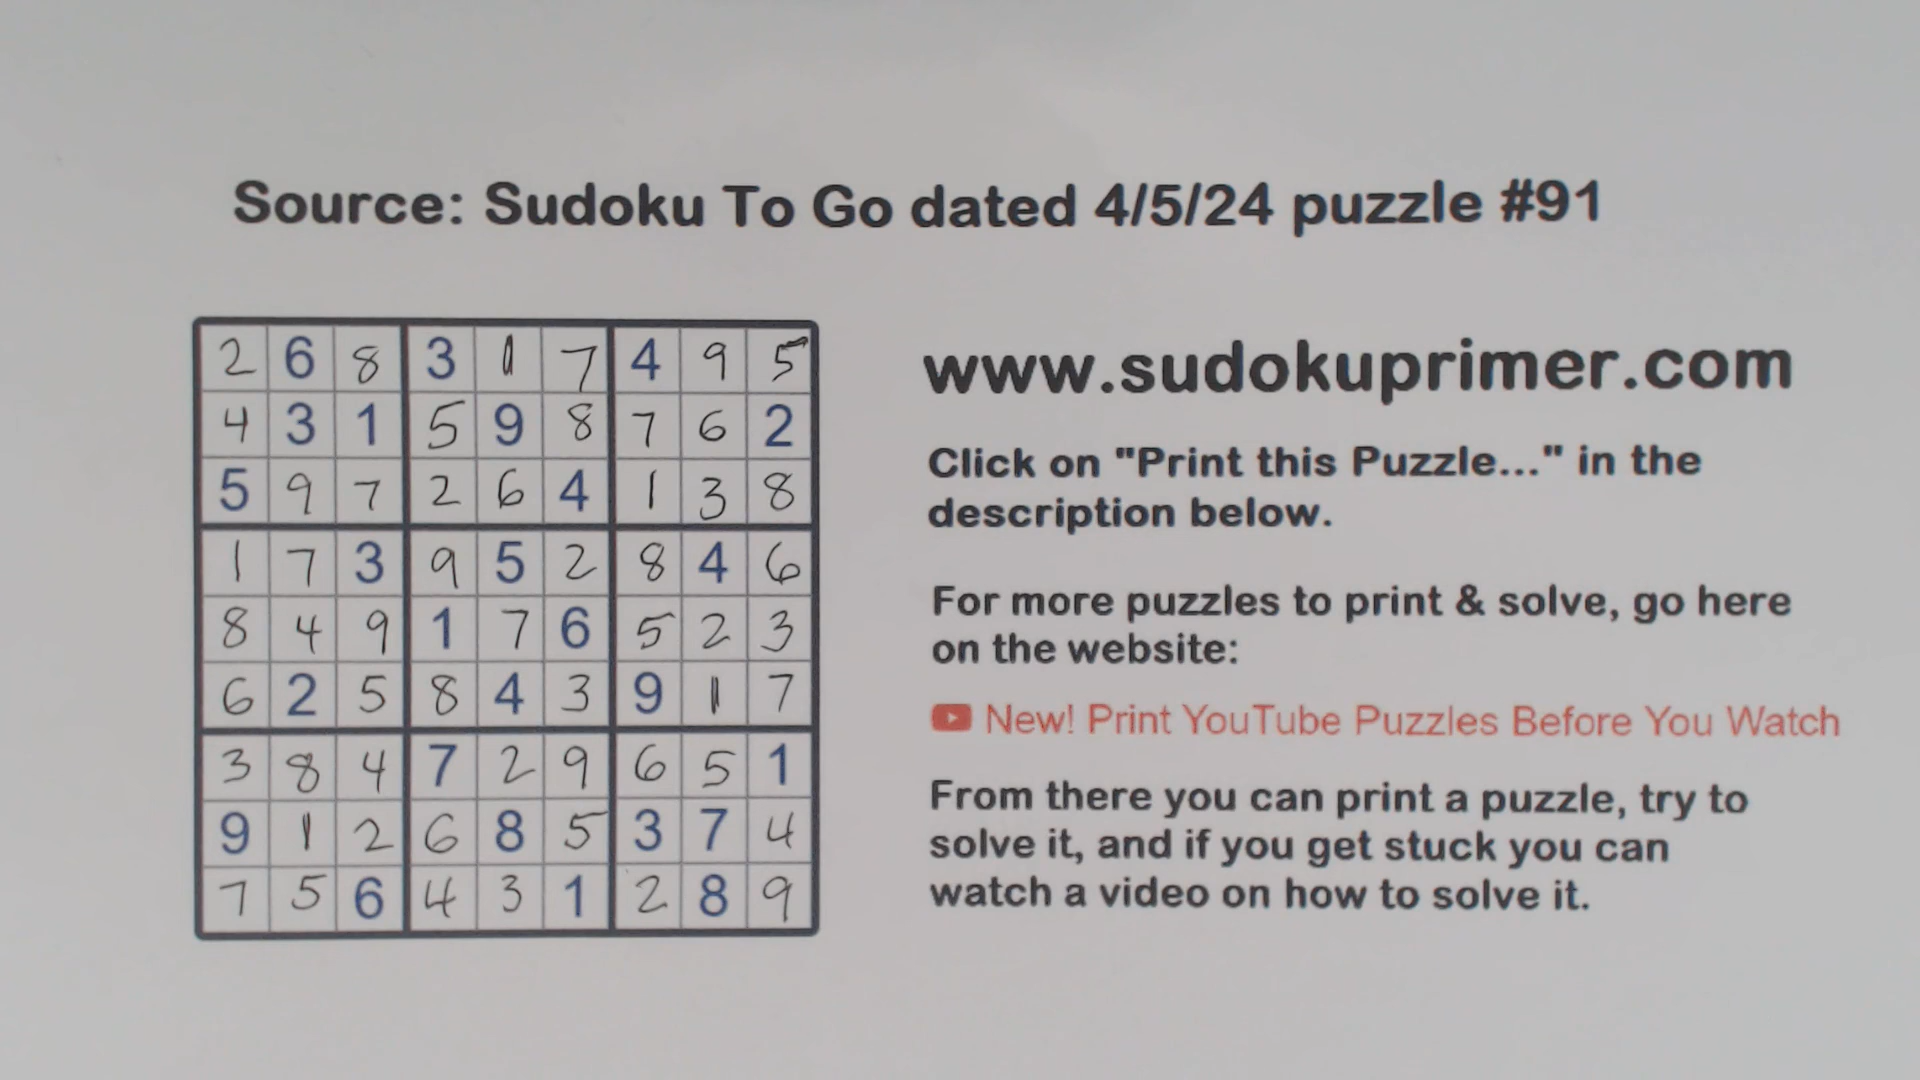 Source: Sudoku To Go dated 4/5/24 puzzle #91
2 6 8 3 1 7 4 9 5
4 3 1 5 9 8 7 6 2
5 9 7 2 6 4 1 3 8
1 7 3 9 5 2 8 4 6
8 4 9 1 7 6 5 2 3
6 2 5 8 4 3 9 1 7
3 8 4 7 2 9 6 5 1
9 1 2 6 8 5 3 7 4
7 5 6 4 3 1 2 8 9
www.sudokuprimer.com
Click on "Print this Puzzle..." in the
description below.
For more puzzles to print & solve, go here
on the website:
New! Print YouTube Puzzles Before You Watch
From there you can print a puzzle, try to
solve it, and if you get stuck you can
watch a video on how to solve it.